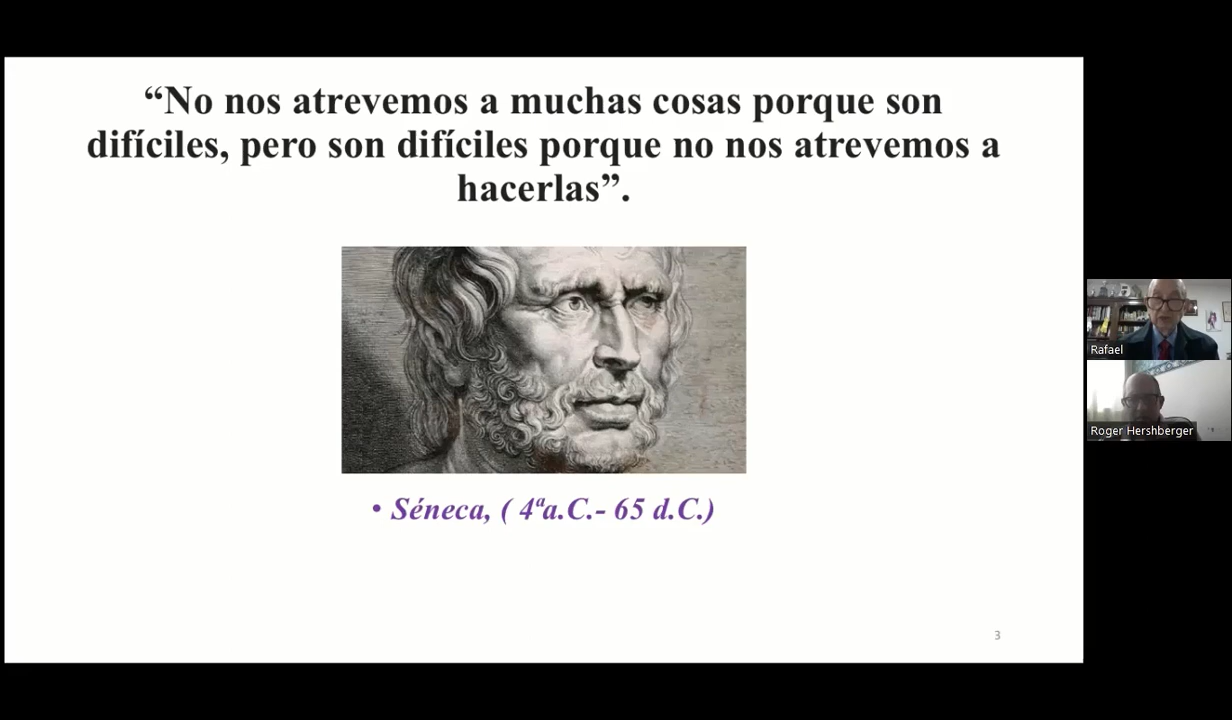 “No nos atrevemos a muchas cosas porque son
difíciles, pero son difíciles porque no nos atrevemos a
hacerlas”.
• Séneca, ( 4ªa.C.- 65 d.C.)
3
Rafael
Roger Hershberger